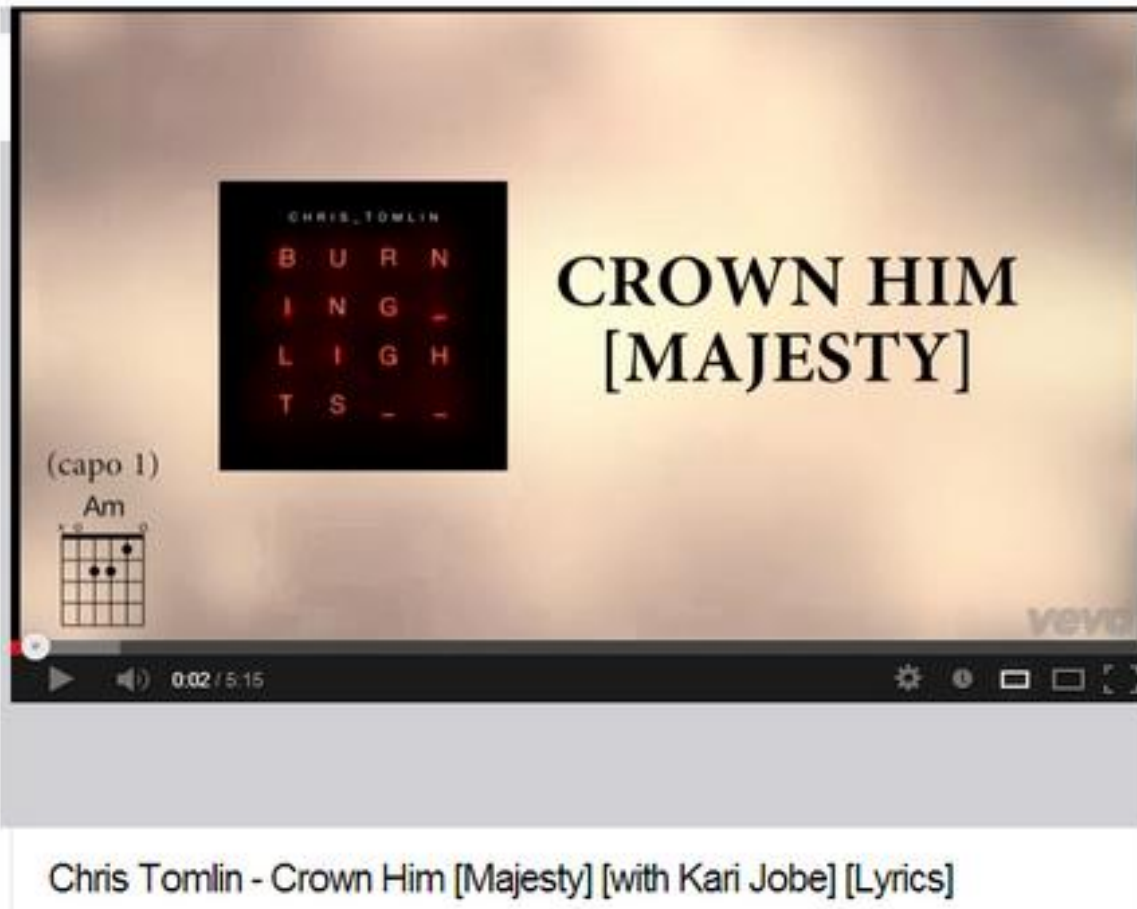 CHRIS_TOMLIN
B U R N
I N G _
L I G H
T S _ _
CROWN HIM
[MAJESTY]
(capo 1)
Am
x o o
vevo
0:02 / 5:15
Chris Tomlin - Crown Him [Majesty] [with Kari Jobe] [Lyrics]